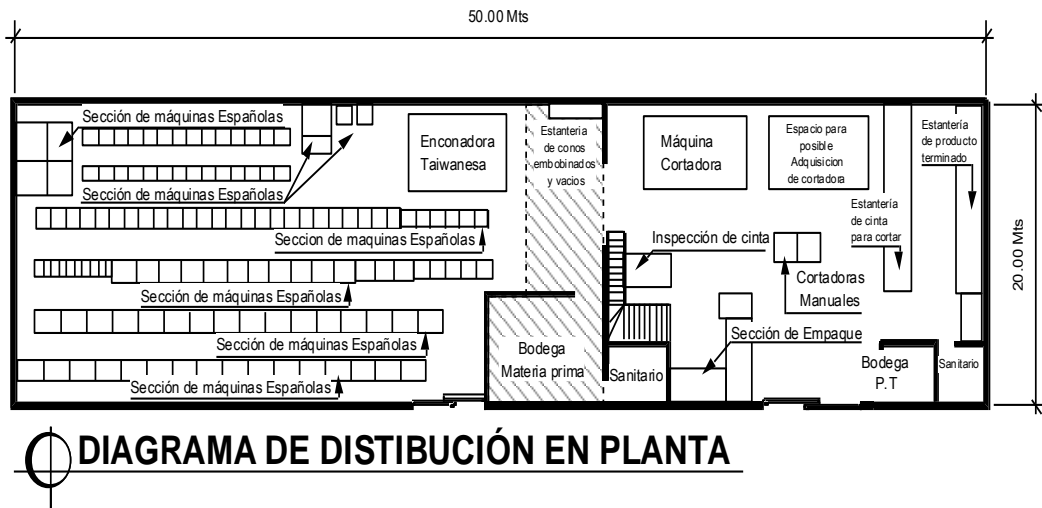 50.00 Mts
Sección de máquinas Españolas
Sección de máquinas Españolas
Seccion de maquinas Españolas
Sección de máquinas Españolas
Sección de máquinas Españolas
Sección de máquinas Españolas
Enconadora
Taiwanesa
Estantería
de conos
embobinados
y vacios
Bodega
Materia prima
Máquina
Cortadora
Espacio para
posible
Adquisicion
de cortadora
Estantería
de producto
terminado
Estantería
de cinta
para cortar
Inspección de cinta
Cortadoras
Manuales
Sección de Empaque
Sanitario
Bodega
P.T
Sanitario
20.00 Mts
DIAGRAMA DE DISTIBUCIÓN EN PLANTA